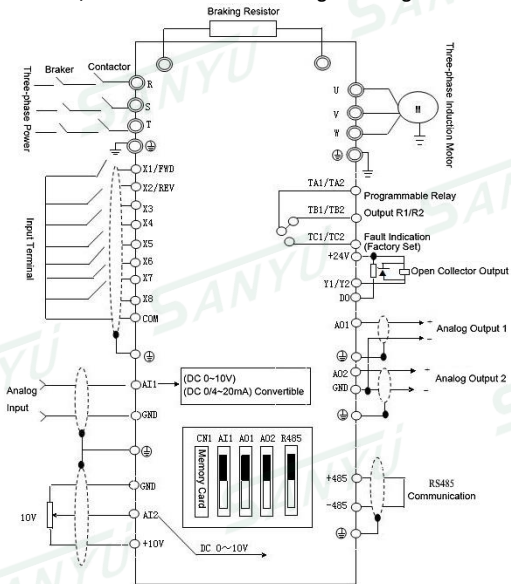 Braking Resistor
Braker
Contactor
Three-phase Power
R
S
T
U
V
W
M
Three-phase Induction Motor
X1/FWD
X2/REV
X3
X4
X5
X6
X7
X8
COM
Input Terminal
TA1/TA2
Programmable Relay
TB1/TB2
Output R1/R2
TC1/TC2
Fault Indication
(Factory Set)
+24V
Open Collector Output
Y1/Y2
DO
AO1
Analog Output 1
AO2
GND
Analog Output 2
Analog
Input
AI1
(DC 0~10V)
(DC 0/4~20mA) Convertible
GND
CN1 AI1 AO1 AO2 R485
Memory Card
GND
10V
AI2
+10V
DC 0～10V
+485
-485
RS485
Communication
SANYU
SANYU
SANYU